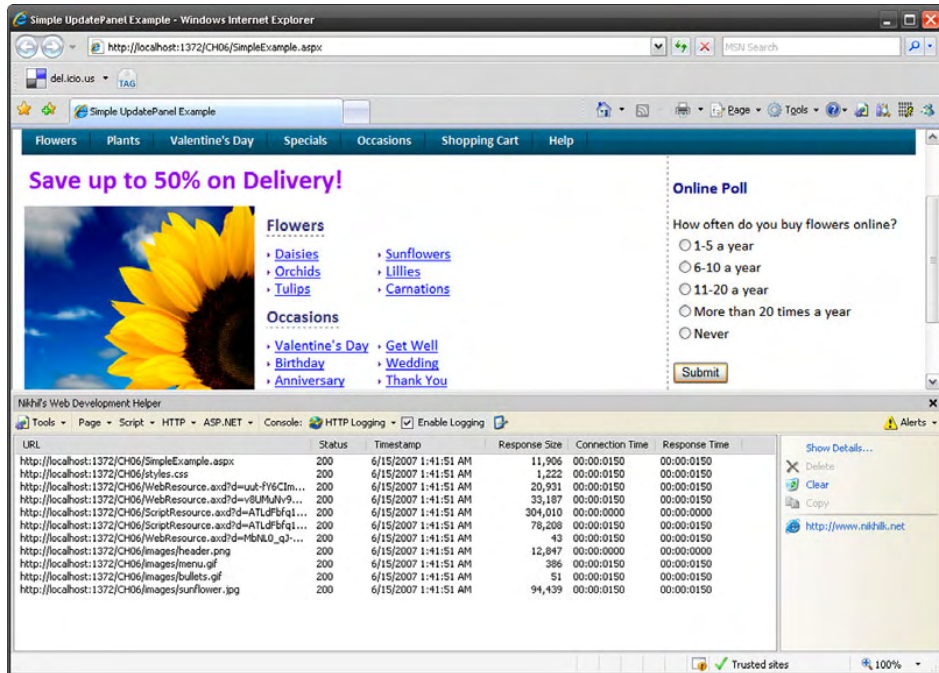 Simple UpdatePanel Example - Windows Internet Explorer
http://localhost:1372/CH06/SimpleExample.aspx
MSN Search
del.icio.us
TAG
Simple UpdatePanel Example
Page
Tools
Flowers Plants Valentine's Day Specials Occasions Shopping Cart Help
Save up to 50% on Delivery!
Flowers
Daisies Sunflowers
Orchids Lillies
Tulips Carnations
Occasions
Valentine's Day Get Well
Birthday Wedding
Anniversary Thank You
Online Poll
How often do you buy flowers online?
1-5 a year
6-10 a year
11-20 a year
More than 20 times a year
Never
Submit
Nikhil's Web Development Helper
Tools Page Script HTTP ASP.NET Console: HTTP Logging Enable Logging Alerts
URL Status Timestamp Response Size Connection Time Response Time
http://localhost:1372/CH06/SimpleExample.aspx 200 6/15/2007 1:41:51 AM 11,906 00:00:0150 00:00:0150
http://localhost:1372/CH06/styles.css 200 6/15/2007 1:41:51 AM 1,222 00:00:0150 00:00:0150
http://localhost:1372/CH06/WebResource.axd?d=uut-fY6CIm... 200 6/15/2007 1:41:51 AM 20,931 00:00:0150 00:00:0150
http://localhost:1372/CH06/WebResource.axd?d=v8UMuNv9... 200 6/15/2007 1:41:51 AM 33,187 00:00:0150 00:00:0150
http://localhost:1372/CH06/ScriptResource.axd?d=ATLdFbfq1... 200 6/15/2007 1:41:51 AM 304,010 00:00:0000 00:00:0000
http://localhost:1372/CH06/ScriptResource.axd?d=ATLdFbfq1... 200 6/15/2007 1:41:51 AM 78,208 00:00:0150 00:00:0150
http://localhost:1372/CH06/WebResource.axd?d=MbNL0_qJ-... 200 6/15/2007 1:41:51 AM 43 00:00:0150 00:00:0150
http://localhost:1372/CH06/images/header.png 200 6/15/2007 1:41:51 AM 12,847 00:00:0000 00:00:0000
http://localhost:1372/CH06/images/menu.gif 200 6/15/2007 1:41:51 AM 386 00:00:0150 00:00:0150
http://localhost:1372/CH06/images/bullets.gif 200 6/15/2007 1:41:51 AM 51 00:00:0150 00:00:0150
http://localhost:1372/CH06/images/sunflower.jpg 200 6/15/2007 1:41:51 AM 94,439 00:00:0150 00:00:0150
Show Details...
Delete
Clear
Copy
http://www.nikhilk.net
Trusted sites
100%